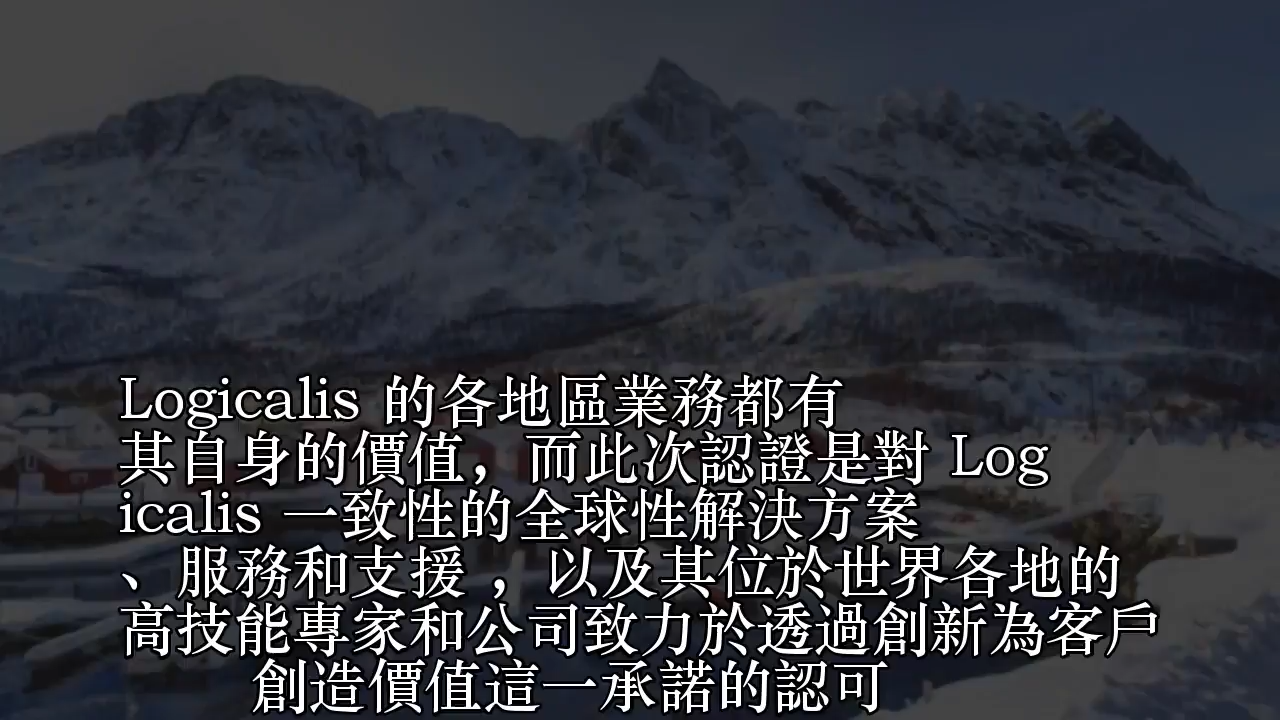 Logicalis 的各地區業務都有
其自身的價值，而此次認證是對 Log
icalis 一致性的全球性解決方案
、服務和支援 ，以及其位於世界各地的
高技能專家和公司致力於透過創新為客戶
創造價值這一承諾的認可